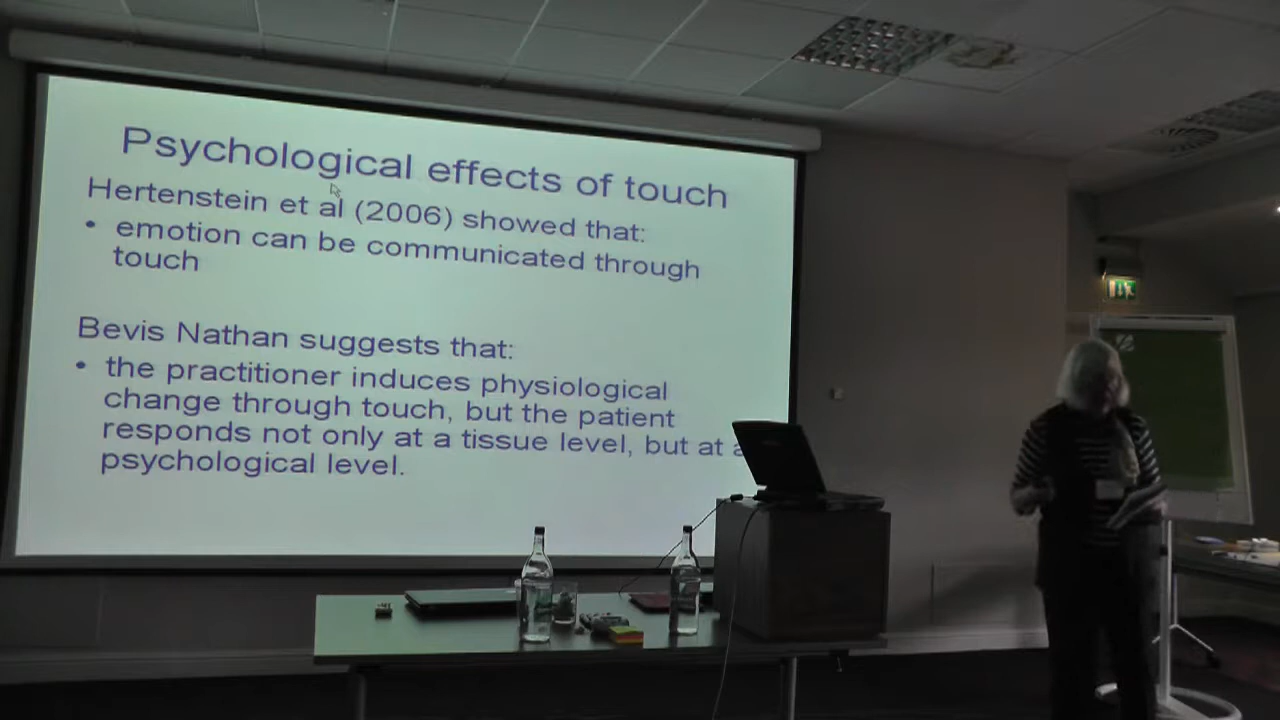 Psychological effects of touch
Hertenstein et al (2006) showed that:
• emotion can be communicated through
touch
Bevis Nathan suggests that:
• the practitioner induces physiological
change through touch, but the patient
responds not only at a tissue level, but at a
psychological level.